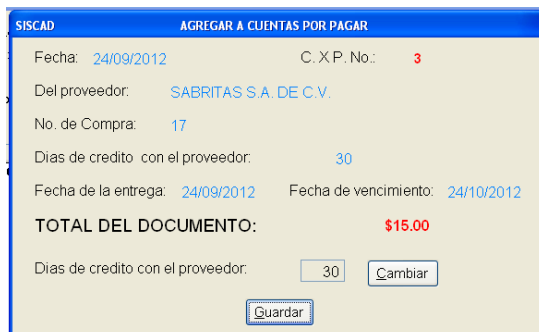 SISCAD AGREGAR A CUENTAS POR PAGAR
Fecha: 24/09/2012 C. X P. No.: 3
Del proveedor: SABRITAS S.A. DE C.V.
No. de Compra: 17
Dias de credito con el proveedor: 30
Fecha de la entrega: 24/09/2012 Fecha de vencimiento: 24/10/2012
TOTAL DEL DOCUMENTO: $15.00
Dias de credito con el proveedor: 30 Cambiar
Guardar